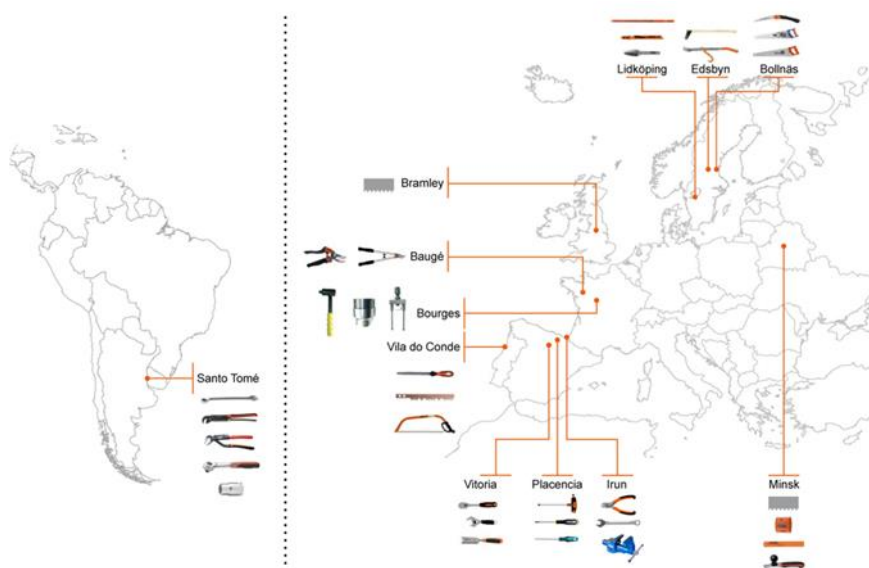 Lidköping
Edsbyn
Bollnäs
Bramley
Baugé
Bourges
Vila do Conde
Santo Tomé
Vitoria
Placencia
Irun
Minsk